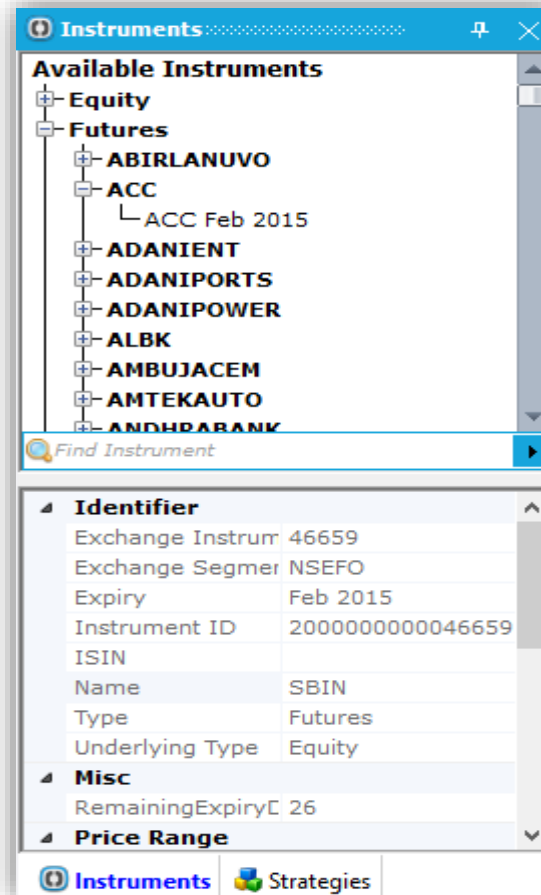 Instruments
Available Instruments
Equity
Futures
ABIRLANUVO
ACC
ACC Feb 2015
ADANIENT
ADANIPORTS
ADANIPOWER
ALBK
AMBUJACEM
AMTEKAUTO
ANDHRABANK
Find Instrument
Identifier
Exchange Instrum 46659
Exchange Segmer NSEFO
Expiry Feb 2015
Instrument ID 2000000000046659
ISIN
Name SBIN
Type Futures
Underlying Type Equity
Misc
RemainingExpiryD 26
Price Range
Instruments Strategies